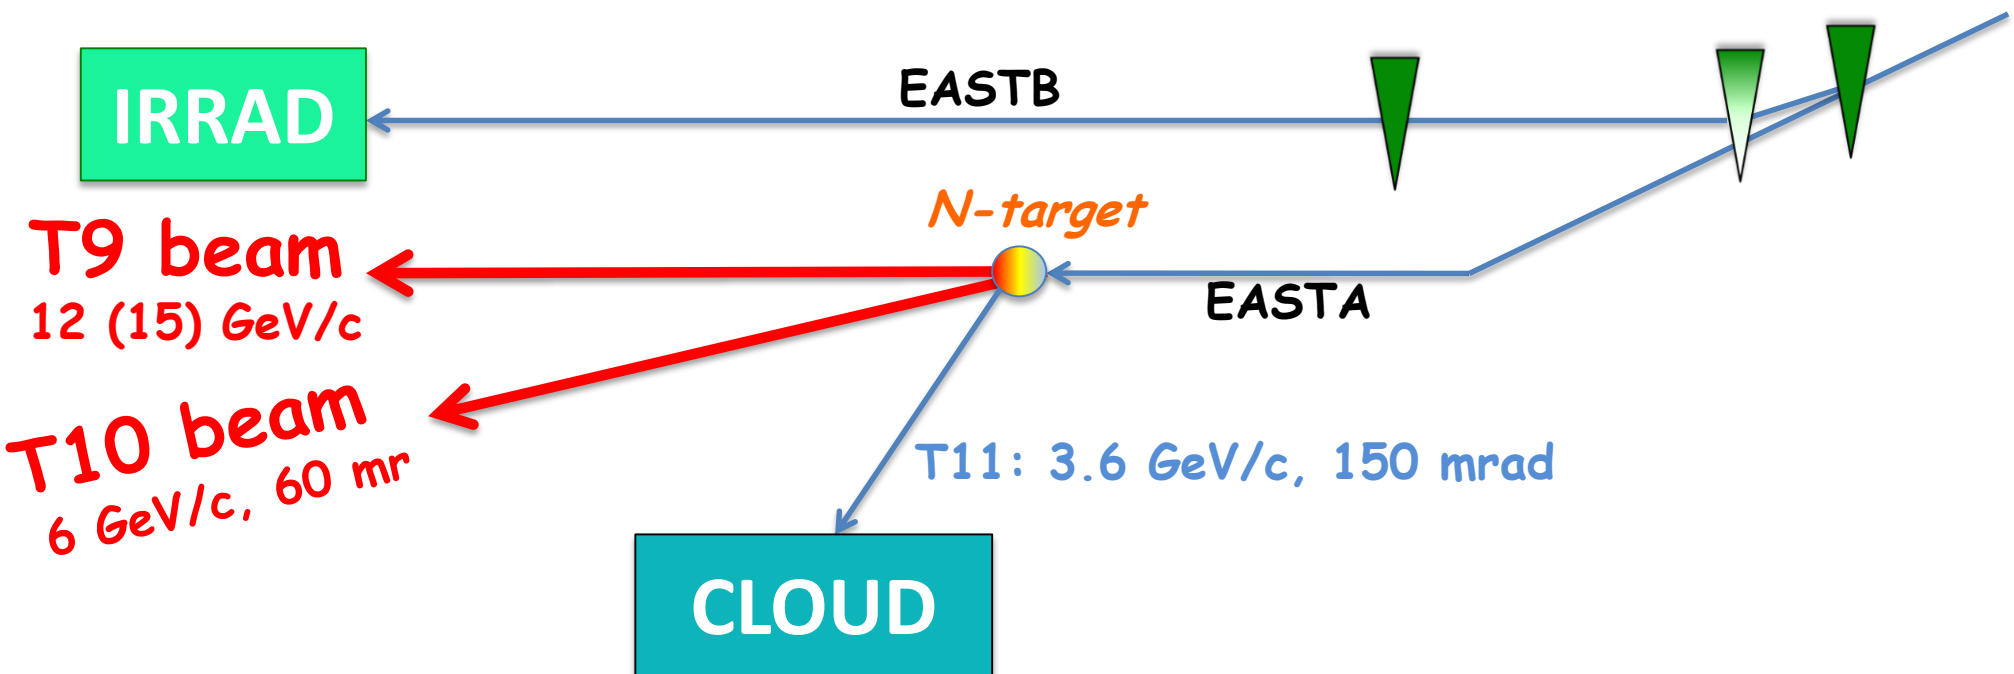 EASTB
IRRAD
N-target
T9 beam
12 (15) GeV/c
EASTA
T10 beam
6 GeV/c, 60 mr
T11: 3.6 GeV/c, 150 mrad
CLOUD